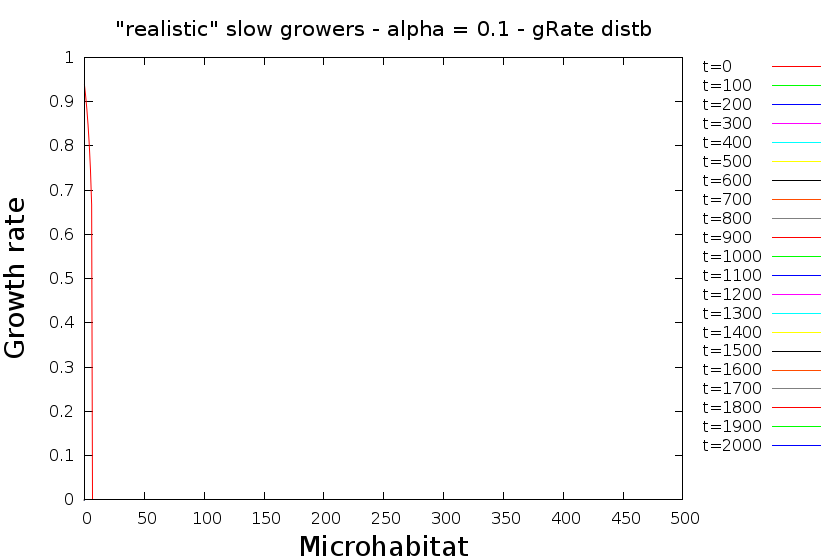 "realistic" slow growers - alpha = 0.1 - gRate distb
Growth rate
1
0.9
0.8
0.7
0.6
0.5
0.4
0.3
0.2
0.1
0
0 50 100 150 200 250 300 350 400 450 500
Microhabitat
t=0
t=100
t=200
t=300
t=400
t=500
t=600
t=700
t=800
t=900
t=1000
t=1100
t=1200
t=1300
t=1400
t=1500
t=1600
t=1700
t=1800
t=1900
t=2000